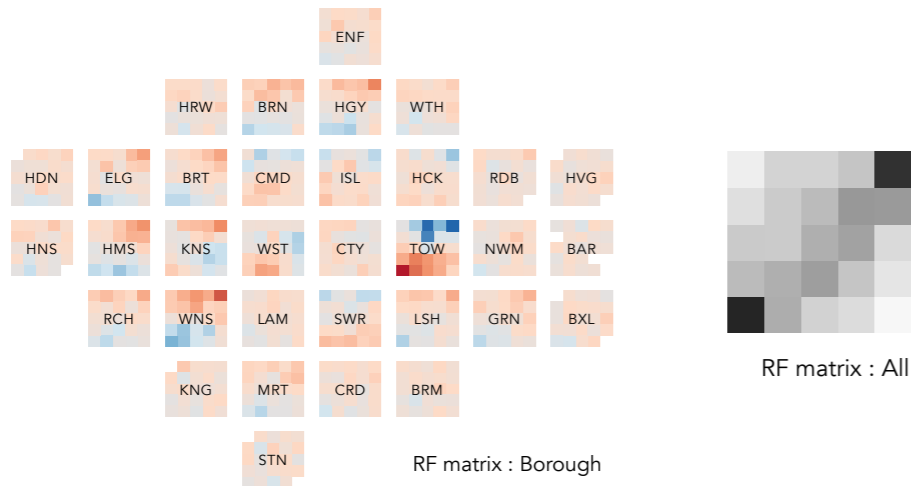 ENF
HRW BRN HGY WTH
HDN ELG BRT CMD ISL HCK RDB HVG
HNS HMS KNS WST CTY TOW NWM BAR
RCH WNS LAM SWR LSH GRN BXL
RF matrix : All
KNG MRT CRD BRM
STN
RF matrix : Borough